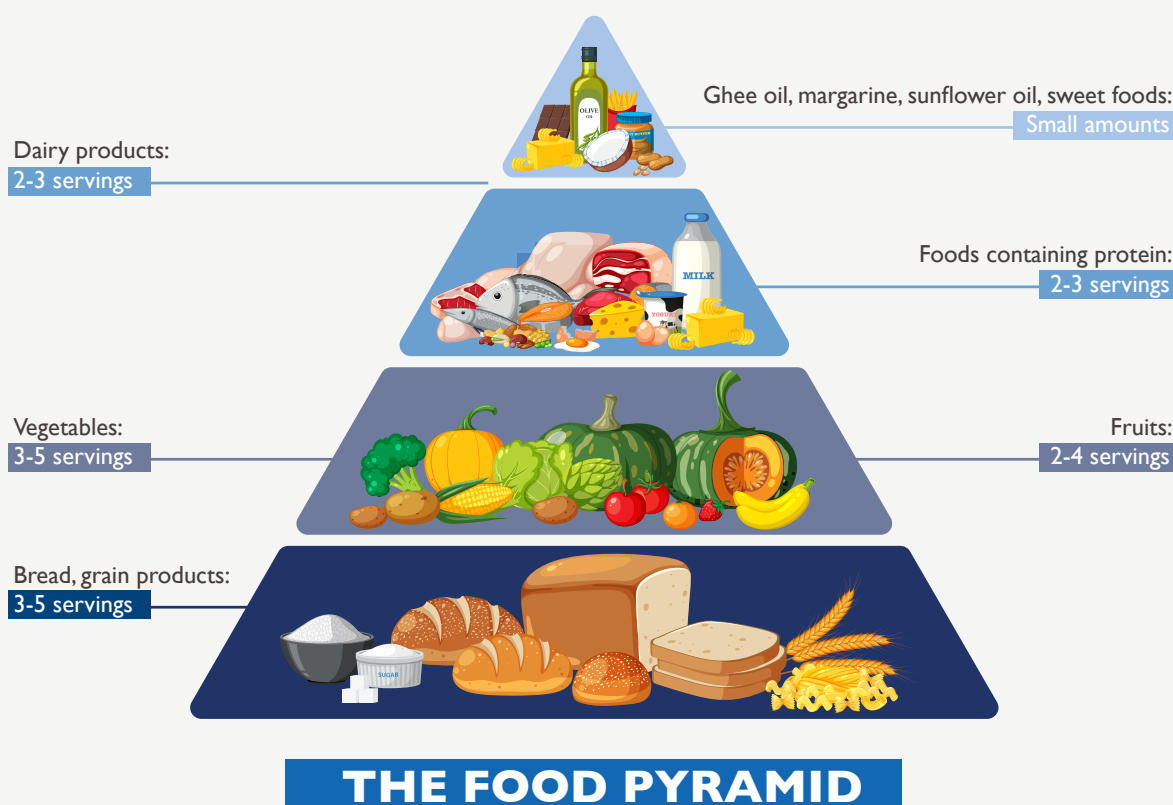 Ghee oil, margarine, sunflower oil, sweet foods:
Small amounts
Dairy products:
2-3 servings
Foods containing protein:
2-3 servings
Vegetables:
3-5 servings
Fruits:
2-4 servings
Bread, grain products:
3-5 servings
OLIVE
OIL
MILK
YOGURT
SUGAR
THE FOOD PYRAMID